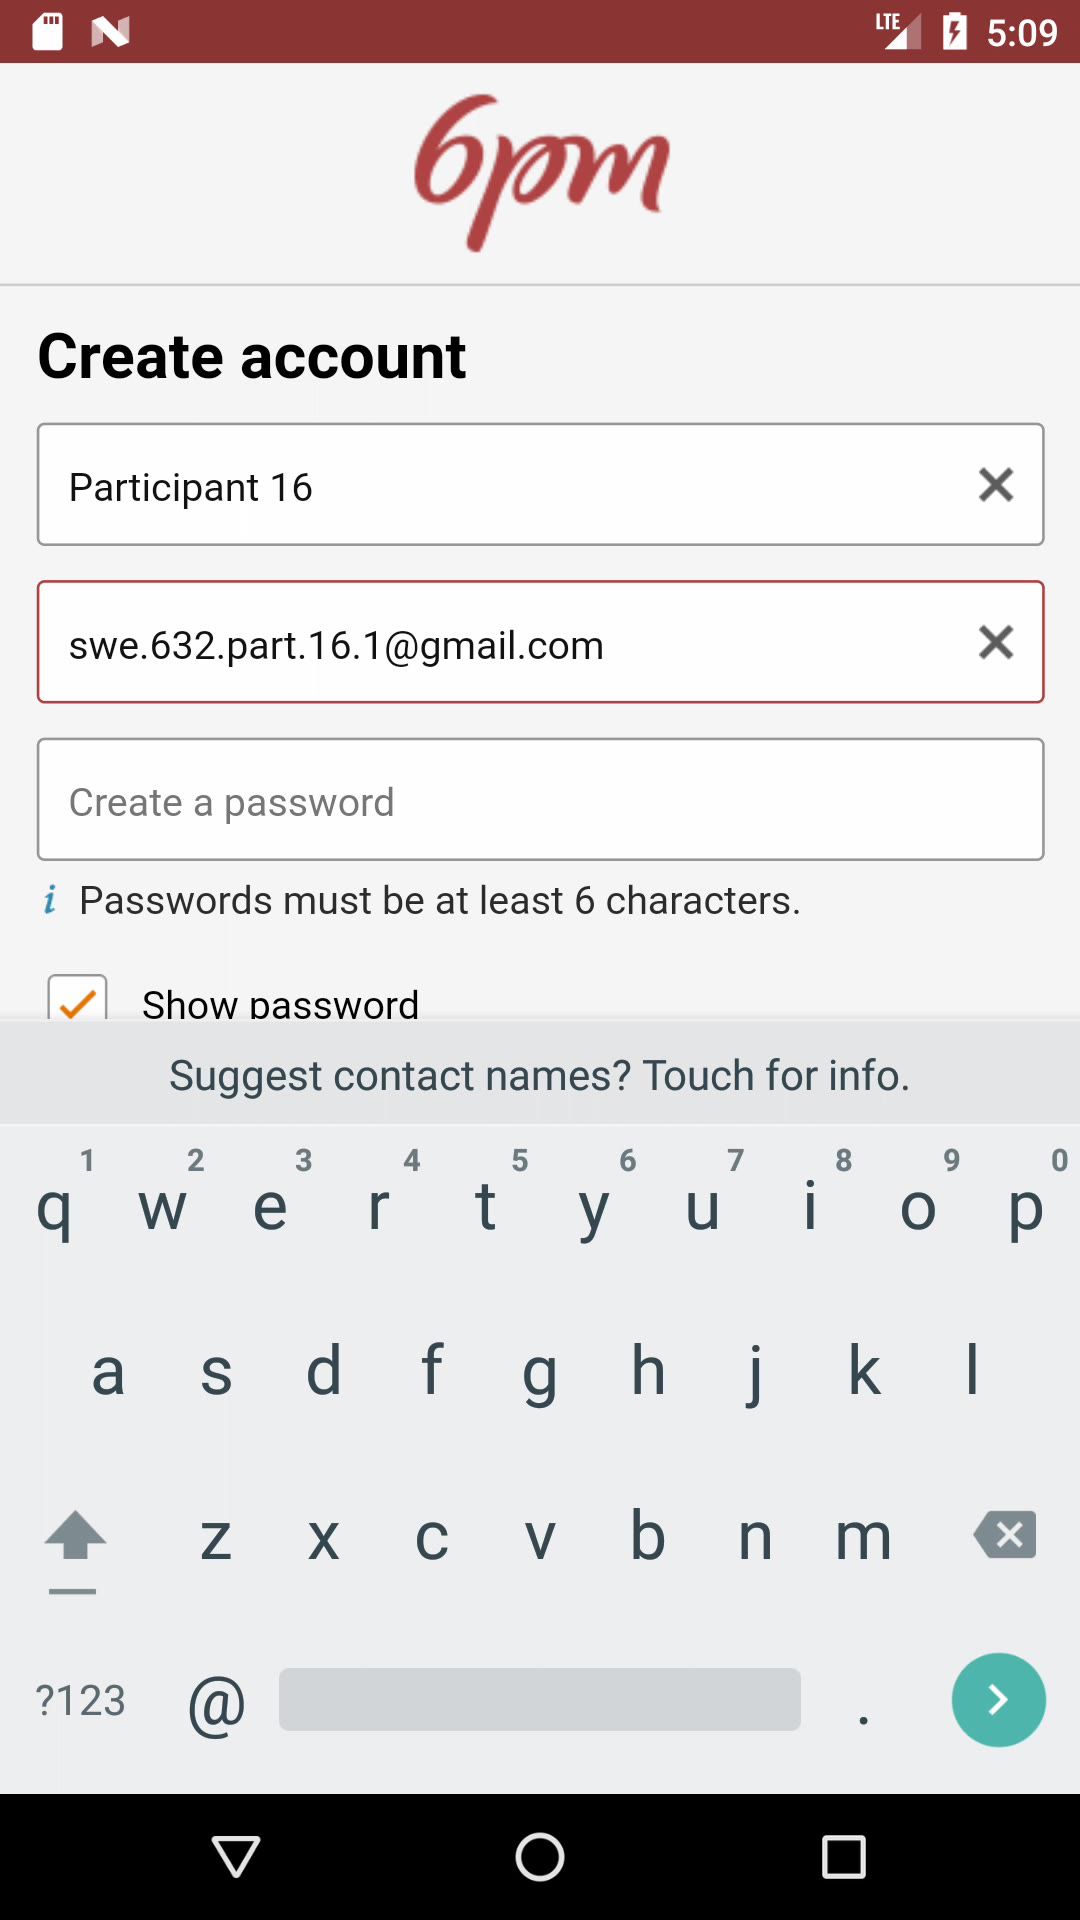 LTE 5:09
6pm
Create account
Participant 16
swe.632.part.16.1@gmail.com
Create a password
i Passwords must be at least 6 characters.
Show password
Suggest contact names? Touch for info.
1 2 3 4 5 6 7 8 9 0
q w e r t y u i o p
a s d f g h j k l
z x c v b n m
?123 @ .